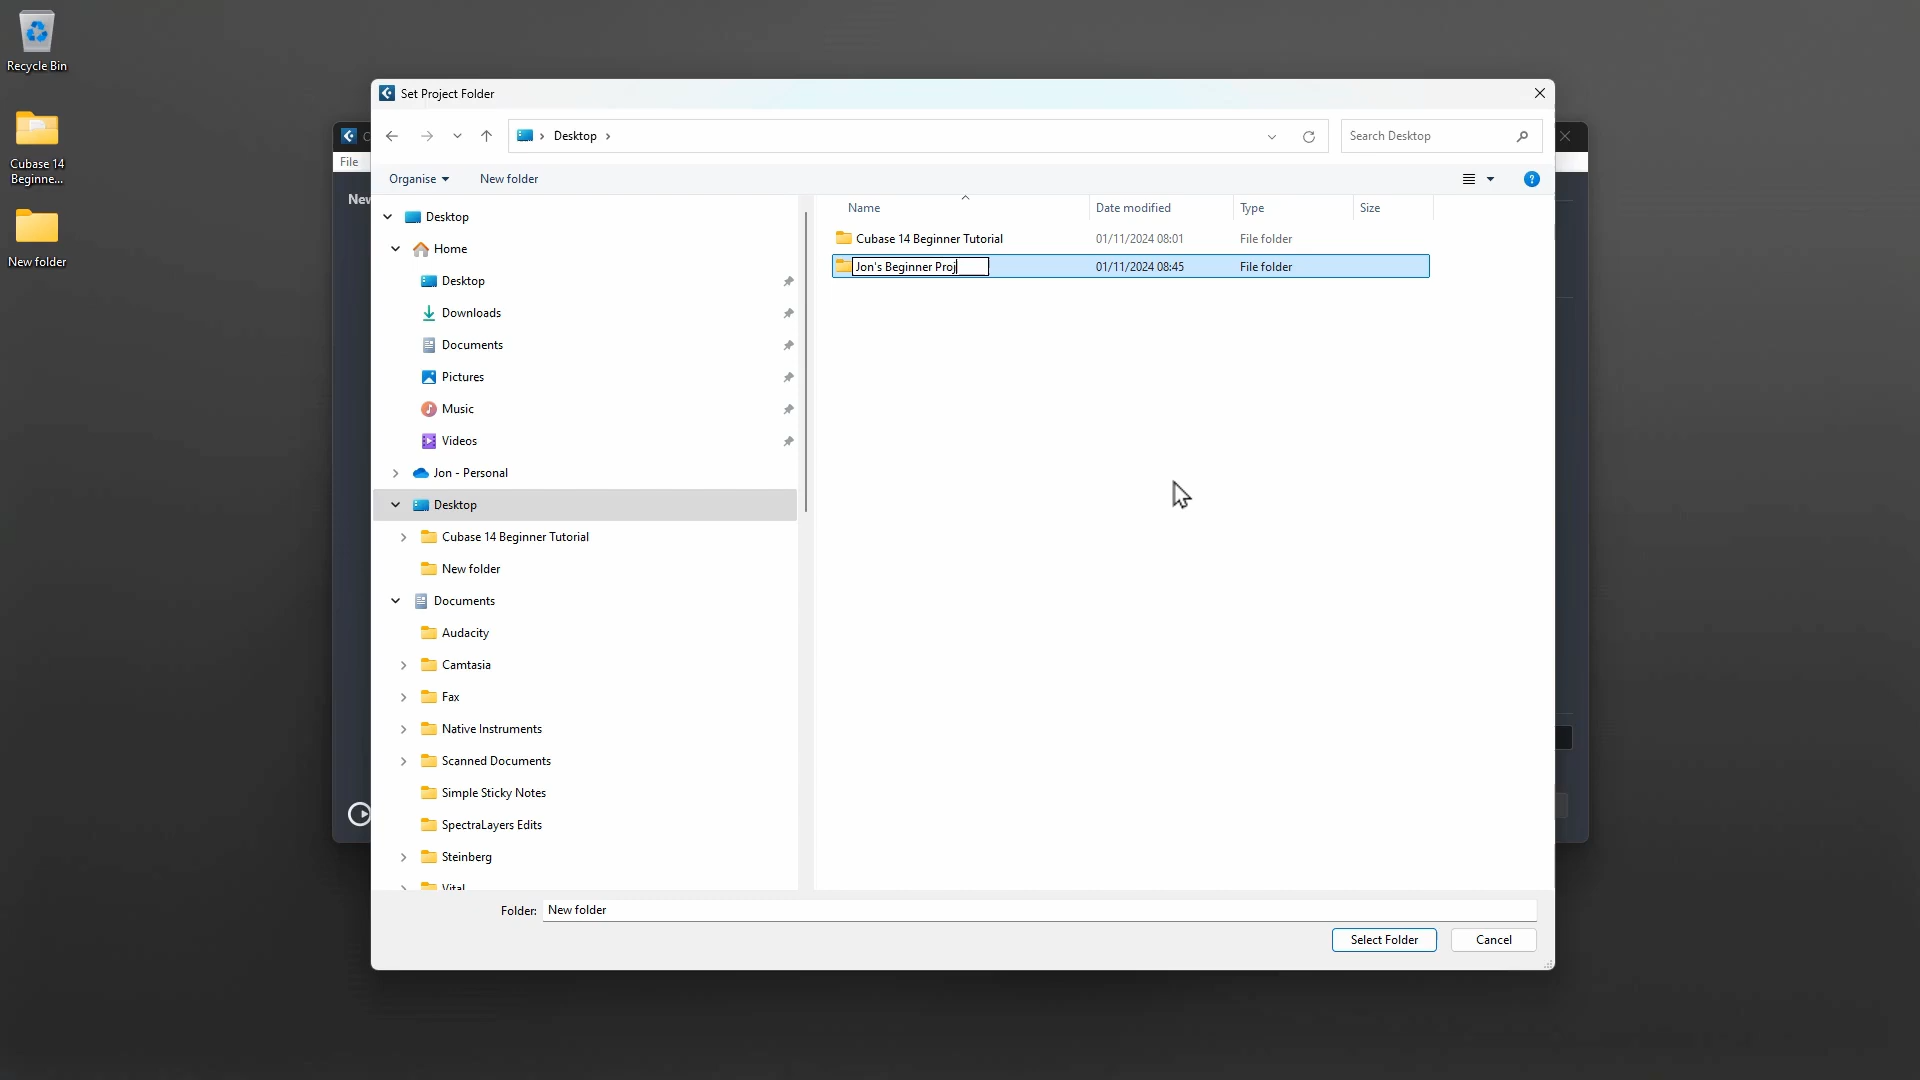 Recycle Bin
Cubase 14
Beginne...
New folder
Set Project Folder
File
New
Desktop
Search Desktop
Organise
New folder
Name
Date modified
Type
Size
Cubase 14 Beginner Tutorial
01/11/2024 08:01
File folder
Jon's Beginner Proj
01/11/2024 08:45
File folder
Desktop
Home
Desktop
Downloads
Documents
Pictures
Music
Videos
Jon - Personal
Desktop
Cubase 14 Beginner Tutorial
New folder
Documents
Audacity
Camtasia
Fax
Native Instruments
Scanned Documents
Simple Sticky Notes
SpectraLayers Edits
Steinberg
Vital
Folder:
New folder
Select Folder
Cancel